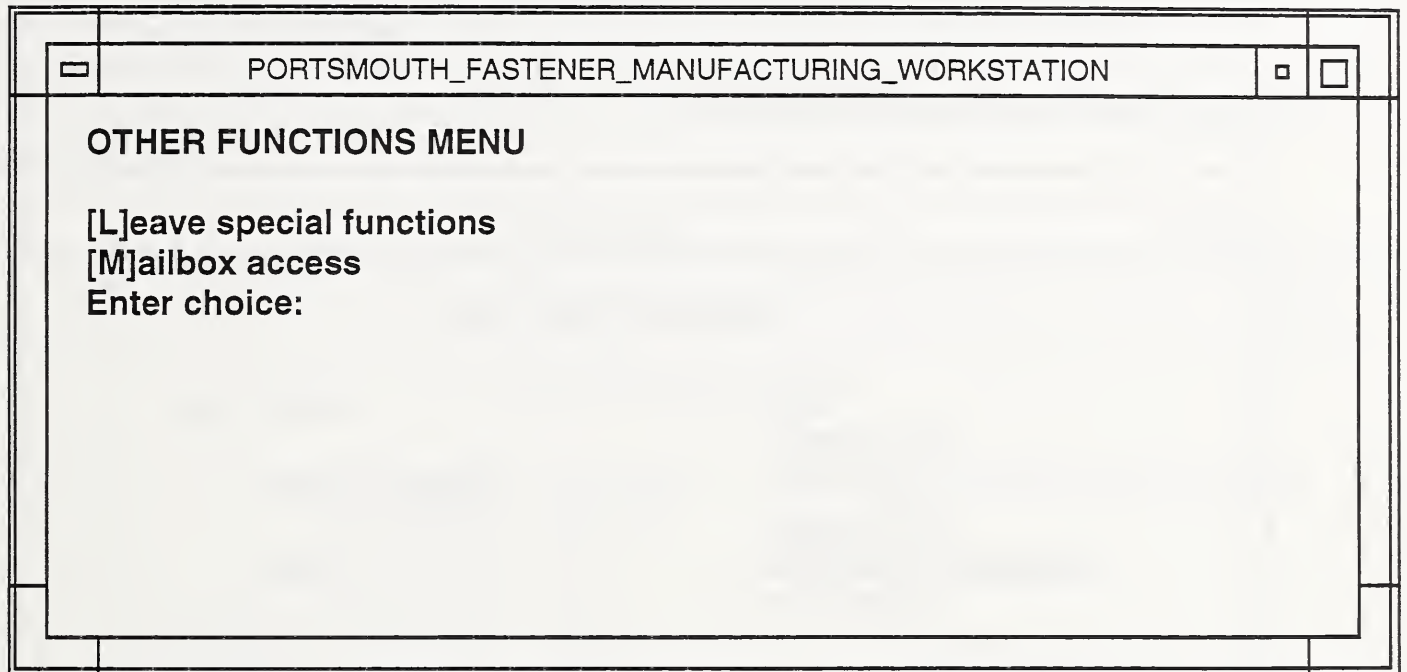 PORTSMOUTH_FASTENER_MANUFACTURING_WORKSTATION
OTHER FUNCTIONS MENU
[L]eave special functions
[M]ailbox access
Enter choice: